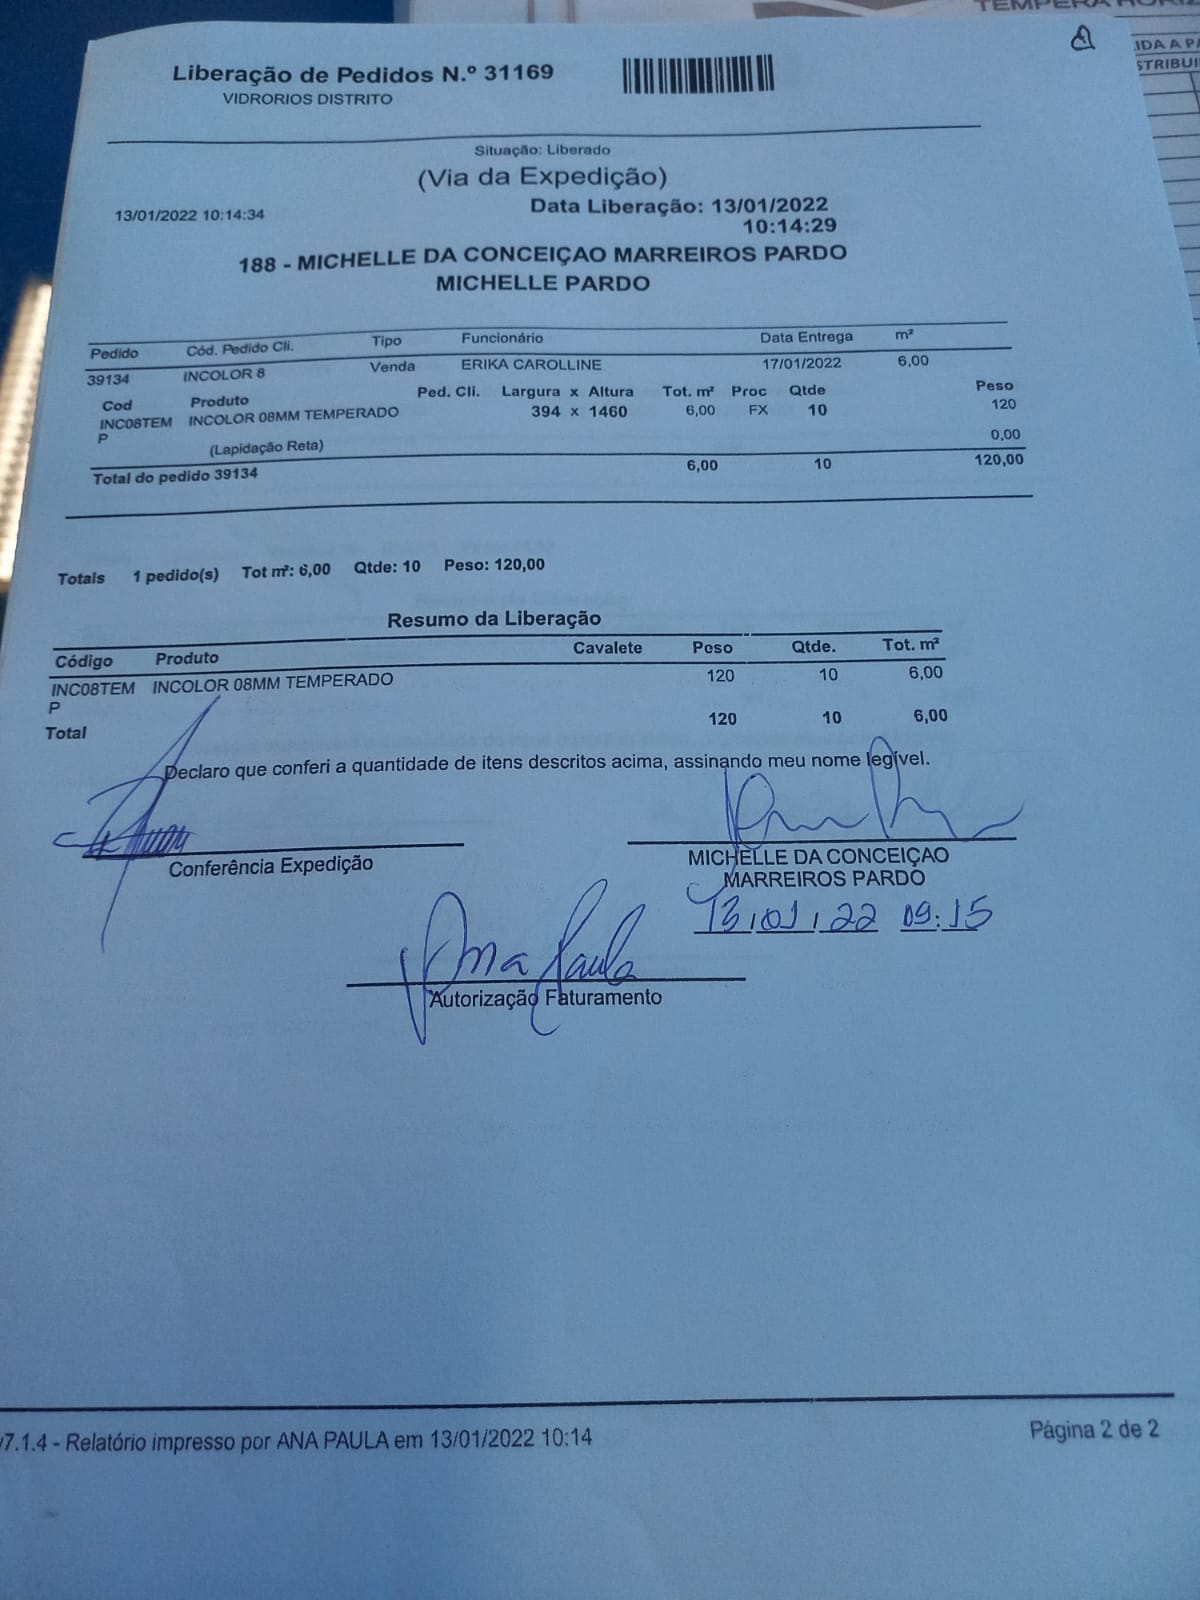 TEMPERA HORIZ
IDA A PA
STRIBUI
Liberação de Pedidos N.º 31169
VIDRORIOS DISTRITO
Situação: Liberado
(Via da Expedição)
13/01/2022 10:14:34
Data Liberação: 13/01/2022
10:14:29
188 - MICHELLE DA CONCEIÇAO MARREIROS PARDO
MICHELLE PARDO
Pedido Cód. Pedido Cli. Tipo Funcionário Data Entrega m²
39134 INCOLOR 8 Venda ERIKA CAROLLINE 17/01/2022 6,00
Cod Produto Ped. Cli. Largura x Altura Tot. m² Proc Qtde Peso
INC08TEM INCOLOR 08MM TEMPERADO 394 x 1460 6,00 FX 10 120
P
(Lapidação Reta) 0,00
Total do pedido 39134 6,00 10 120,00
Totais 1 pedido(s) Tot m²: 6,00 Qtde: 10 Peso: 120,00
Resumo da Liberação
Código Produto Cavalete Peso Qtde. Tot. m²
INC08TEM INCOLOR 08MM TEMPERADO 120 10 6,00
P
Total 120 10 6,00
Declaro que conferi a quantidade de itens descritos acima, assinando meu nome legível.
Conferência Expedição
MICHELLE DA CONCEIÇAO
MARREIROS PARDO
13/01/22 09:15
Ana Paula
Autorização Faturamento
v7.1.4 - Relatório impresso por ANA PAULA em 13/01/2022 10:14
Página 2 de 2